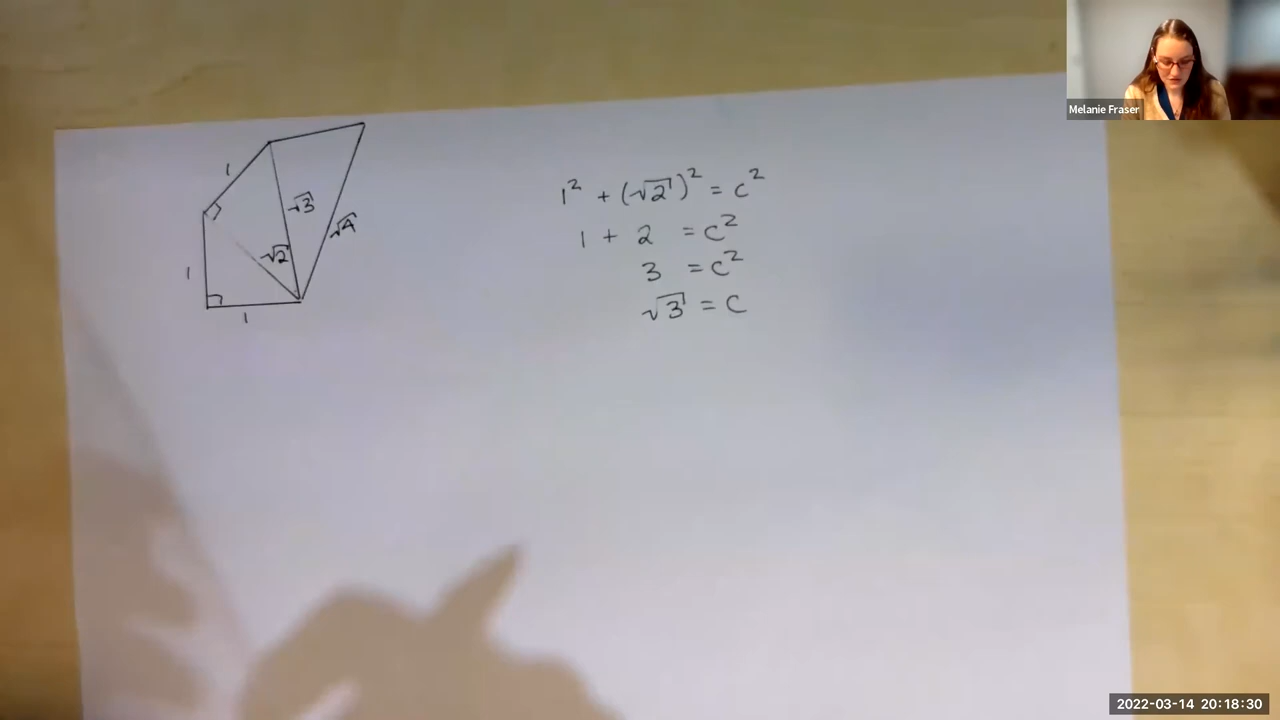 Melanie Fraser
1
√3
√4
√2
1
1
1² + (√2)² = c²
1 + 2 = c²
3 = c²
√3 = c
2022-03-14 20:18:30